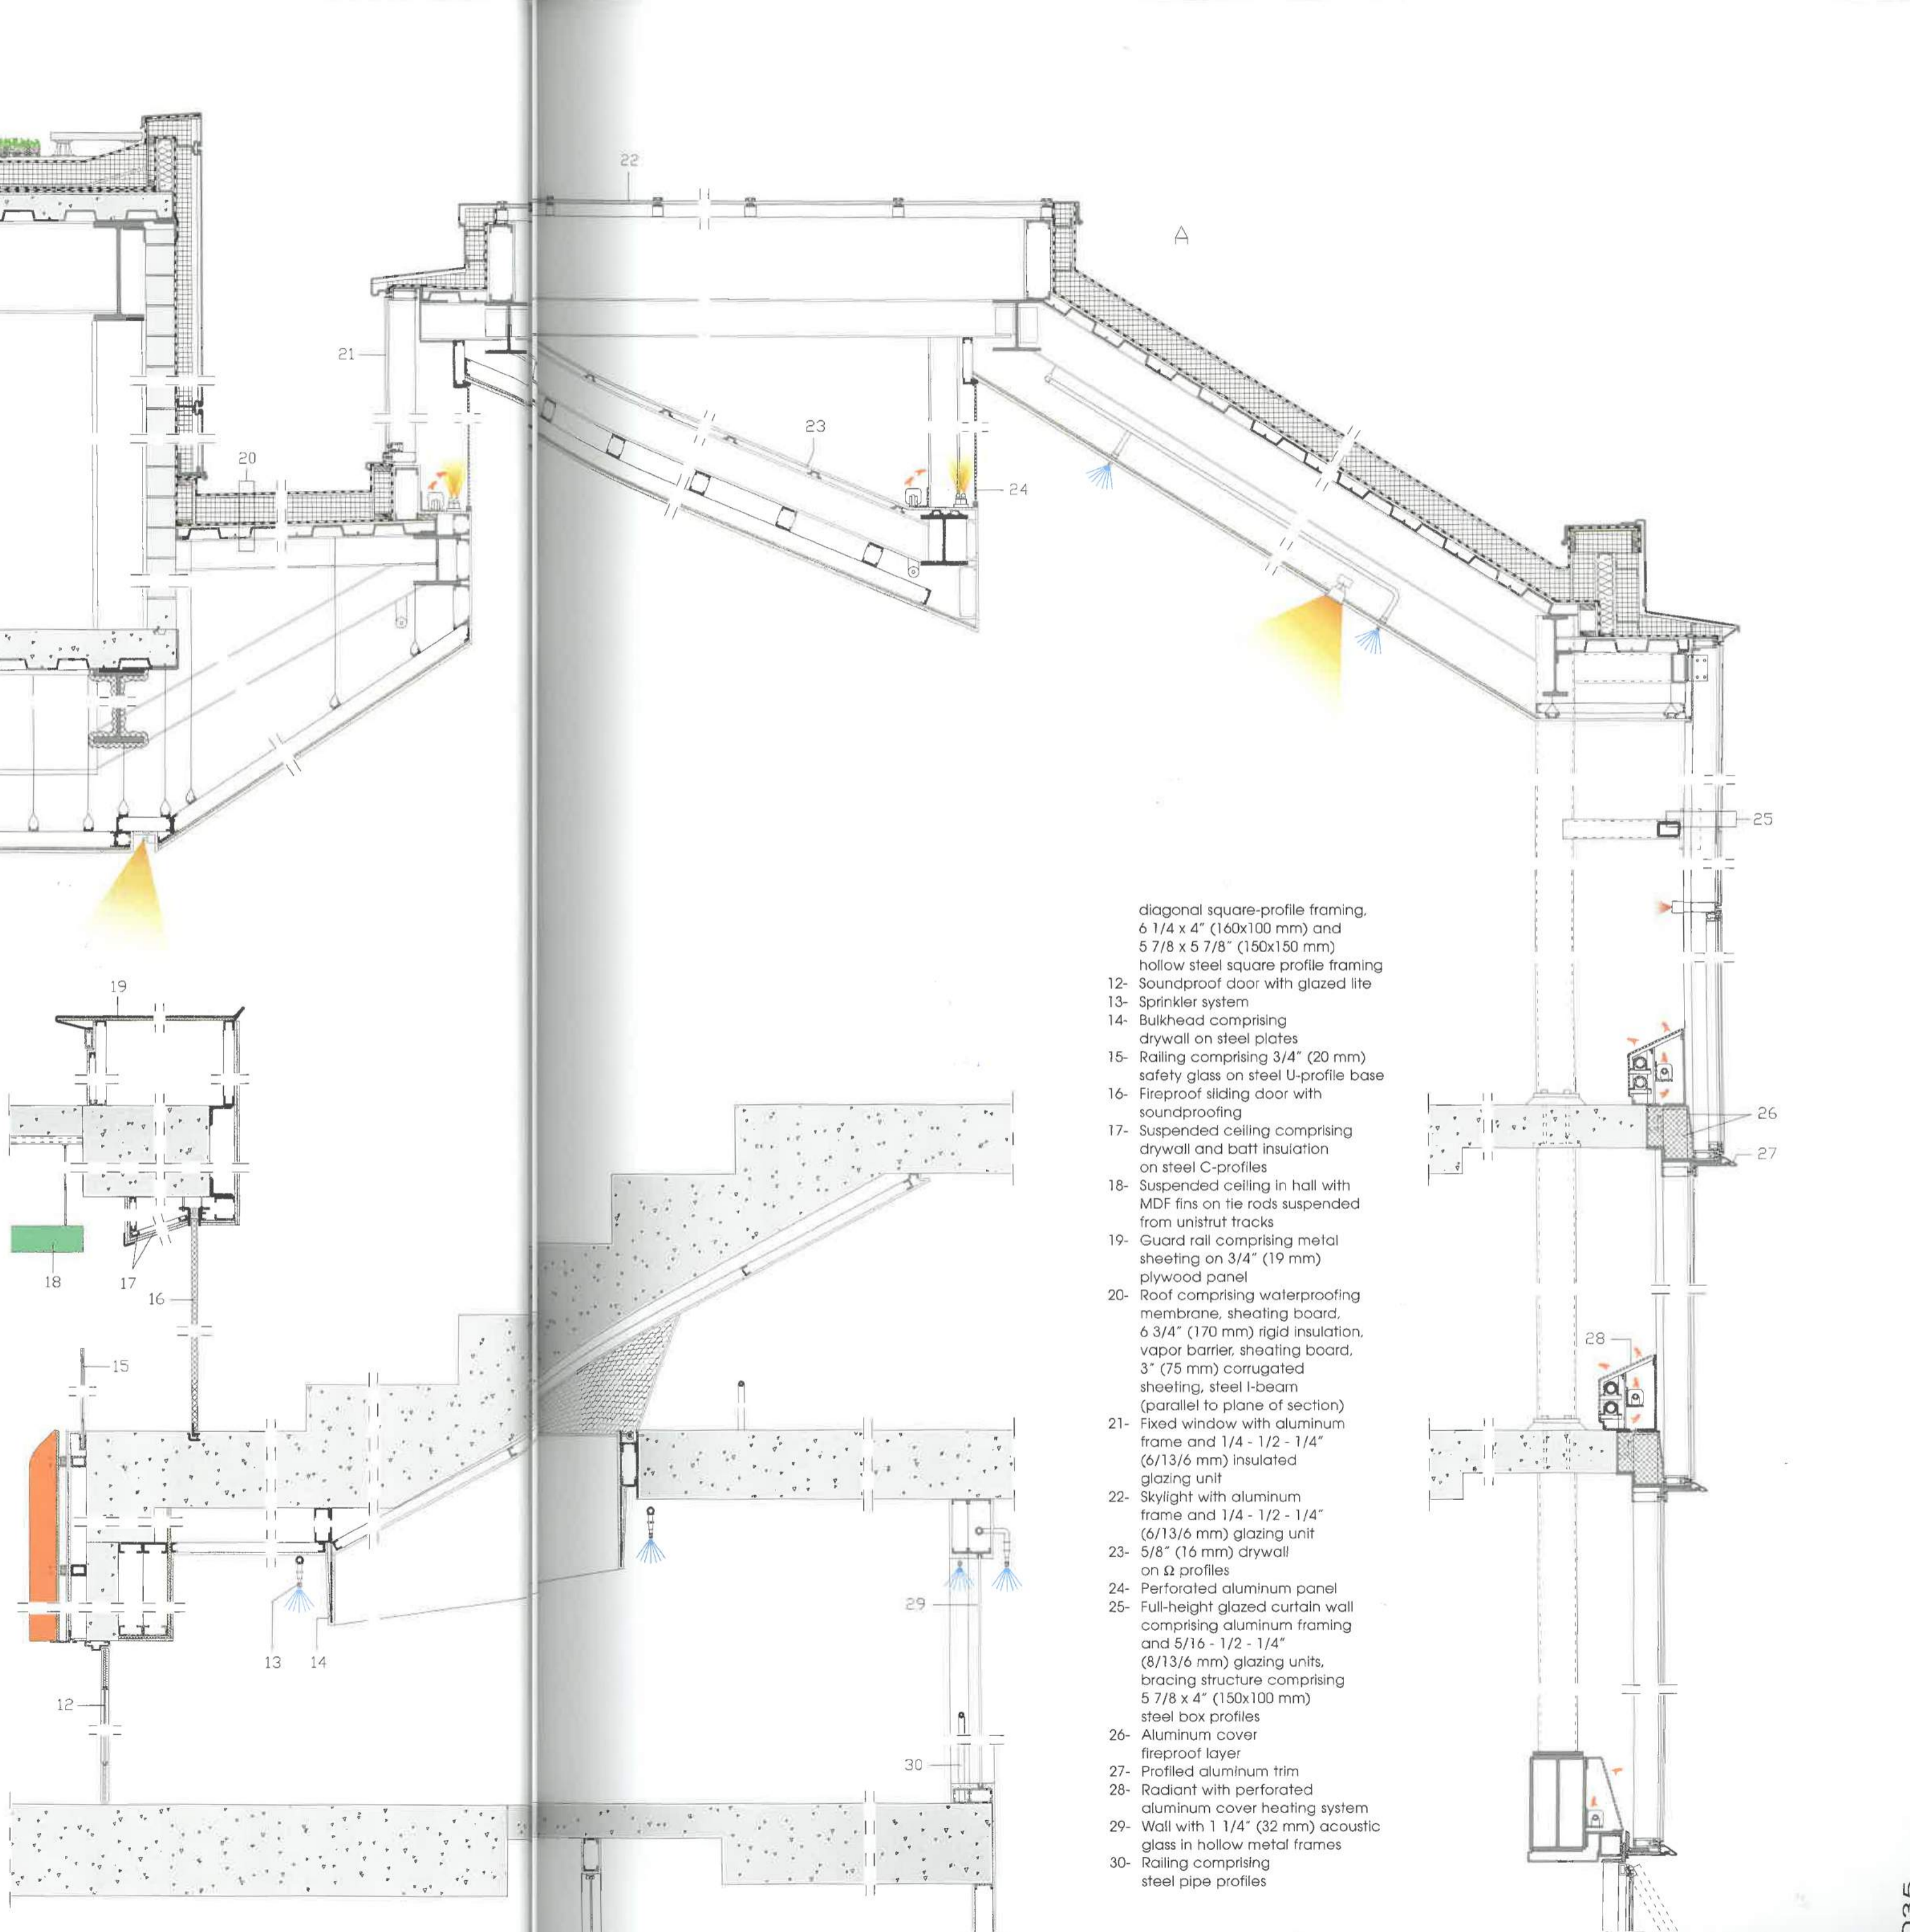 22
A
21
23
20
24
25
19
26
27
18
17
16
28
15
29
13
14
12
30
diagonal square-profile framing,
6 1/4 x 4" (160x100 mm) and
5 7/8 x 5 7/8" (150x150 mm)
hollow steel square profile framing
12- Soundproof door with glazed lite
13- Sprinkler system
14- Bulkhead comprising
drywall on steel plates
15- Railing comprising 3/4" (20 mm)
safety glass on steel U-profile base
16- Fireproof sliding door with
soundproofing
17- Suspended ceiling comprising
drywall and batt insulation
on steel C-profiles
18- Suspended ceiling in hall with
MDF fins on tie rods suspended
from unistrut tracks
19- Guard rail comprising metal
sheeting on 3/4" (19 mm)
plywood panel
20- Roof comprising waterproofing
membrane, sheating board,
6 3/4" (170 mm) rigid insulation,
vapor barrier, sheating board,
3" (75 mm) corrugated
sheeting, steel I-beam
(parallel to plane of section)
21- Fixed window with aluminum
frame and 1/4 - 1/2 - 1/4"
(6/13/6 mm) insulated
glazing unit
22- Skylight with aluminum
frame and 1/4 - 1/2 - 1/4"
(6/13/6 mm) glazing unit
23- 5/8" (16 mm) drywall
on Ω profiles
24- Perforated aluminum panel
25- Full-height glazed curtain wall
comprising aluminum framing
and 5/16 - 1/2 - 1/4"
(8/13/6 mm) glazing units,
bracing structure comprising
5 7/8 x 4" (150x100 mm)
steel box profiles
26- Aluminum cover
fireproof layer
27- Profiled aluminum trim
28- Radiant with perforated
aluminum cover heating system
29- Wall with 1 1/4" (32 mm) acoustic
glass in hollow metal frames
30- Railing comprising
steel pipe profiles